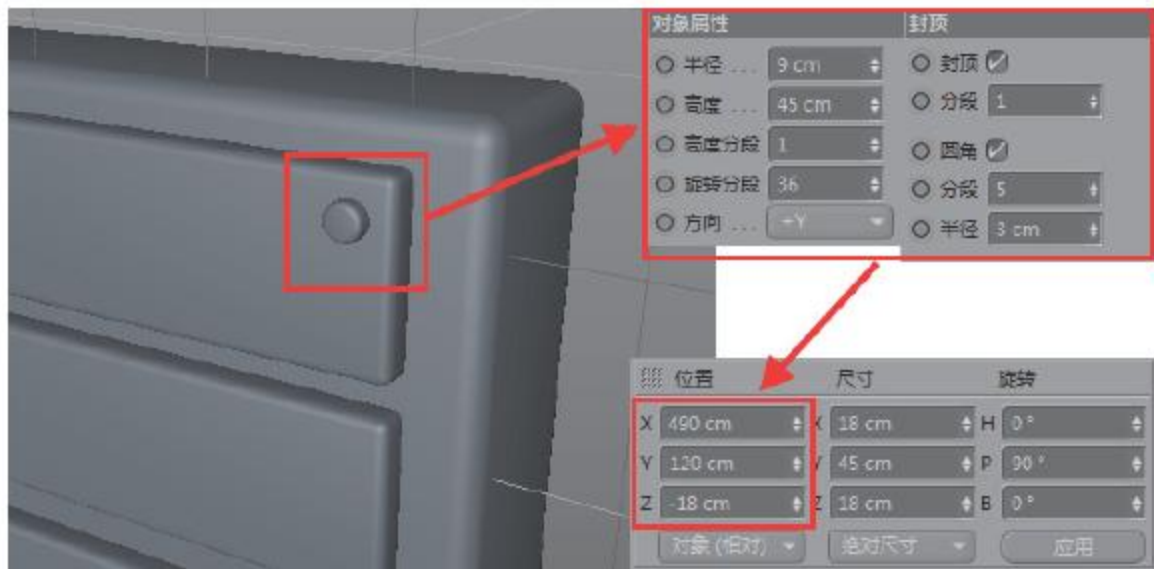 对象属性 封顶
半径 .... 9 cm 封顶
高度 .... 45 cm 分段 1
高度分段 1 圆角
旋转分段 36 分段 5
方向 .... +Y 半径 3 cm
位置 尺寸 旋转
X 490 cm X 18 cm H 0°
Y 120 cm Y 45 cm P 90°
Z -18 cm Z 18 cm B 0°
对象 (相对) 绝对尺寸 应用